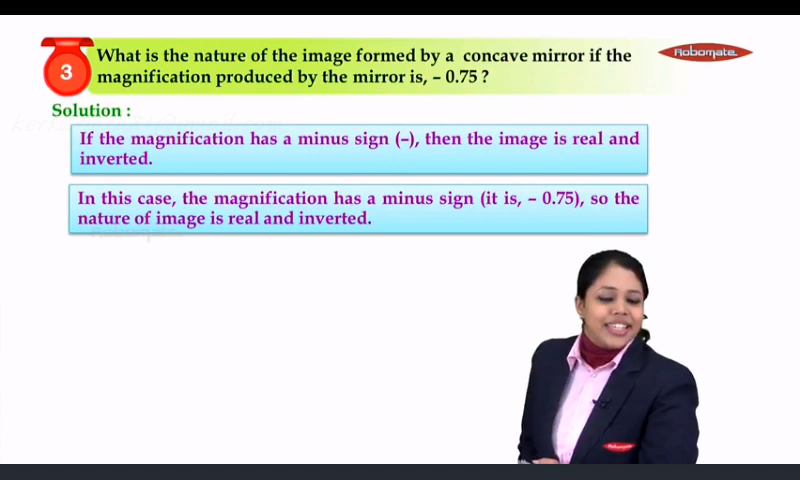 3
What is the nature of the image formed by a concave mirror if the
magnification produced by the mirror is, – 0.75 ?
Robomate
Solution :
If the magnification has a minus sign (–), then the image is real and
inverted.
In this case, the magnification has a minus sign (it is, – 0.75), so the
nature of image is real and inverted.
Robomate